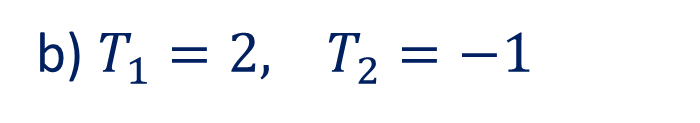 b) T₁ = 2, T₂ = −1